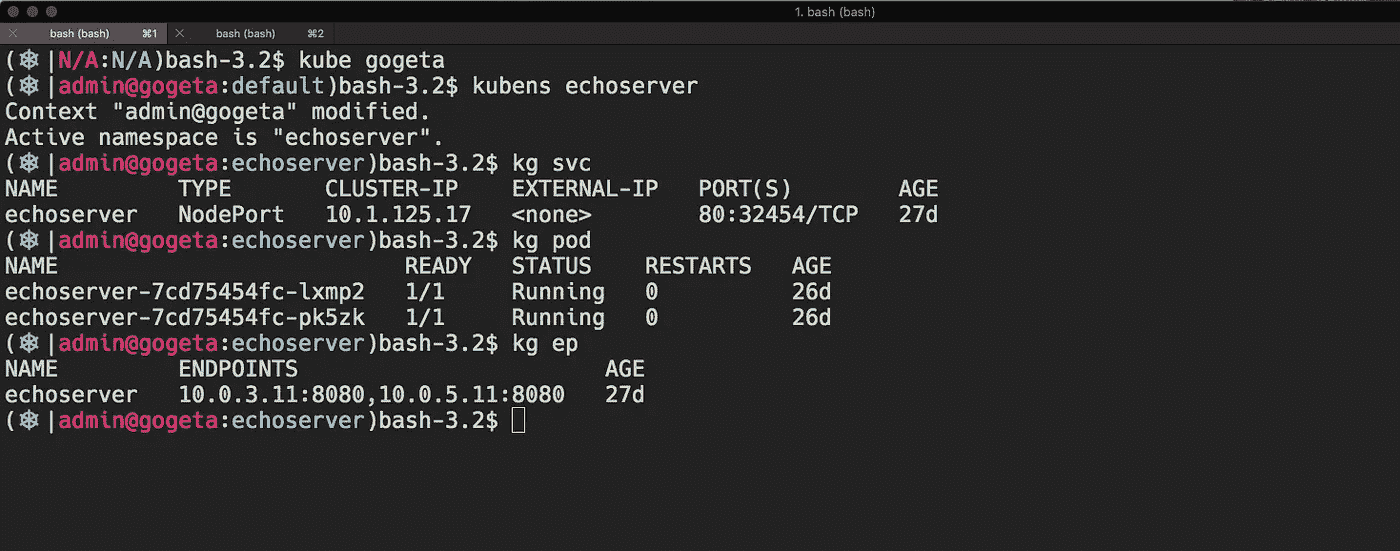 1. bash (bash)
bash (bash) ⌘1 bash (bash) ⌘2
(⎈|N/A:N/A)bash-3.2$ kube gogeta
(⎈|admin@gogeta:default)bash-3.2$ kubens echoserver
Context "admin@gogeta" modified.
Active namespace is "echoserver".
(⎈|admin@gogeta:echoserver)bash-3.2$ kg svc
NAME TYPE CLUSTER-IP EXTERNAL-IP PORT(S) AGE
echoserver NodePort 10.1.125.17 <none> 80:32454/TCP 27d
(⎈|admin@gogeta:echoserver)bash-3.2$ kg pod
NAME READY STATUS RESTARTS AGE
echoserver-7cd75454fc-lxmp2 1/1 Running 0 26d
echoserver-7cd75454fc-pk5zk 1/1 Running 0 26d
(⎈|admin@gogeta:echoserver)bash-3.2$ kg ep
NAME ENDPOINTS AGE
echoserver 10.0.3.11:8080,10.0.5.11:8080 27d
(⎈|admin@gogeta:echoserver)bash-3.2$